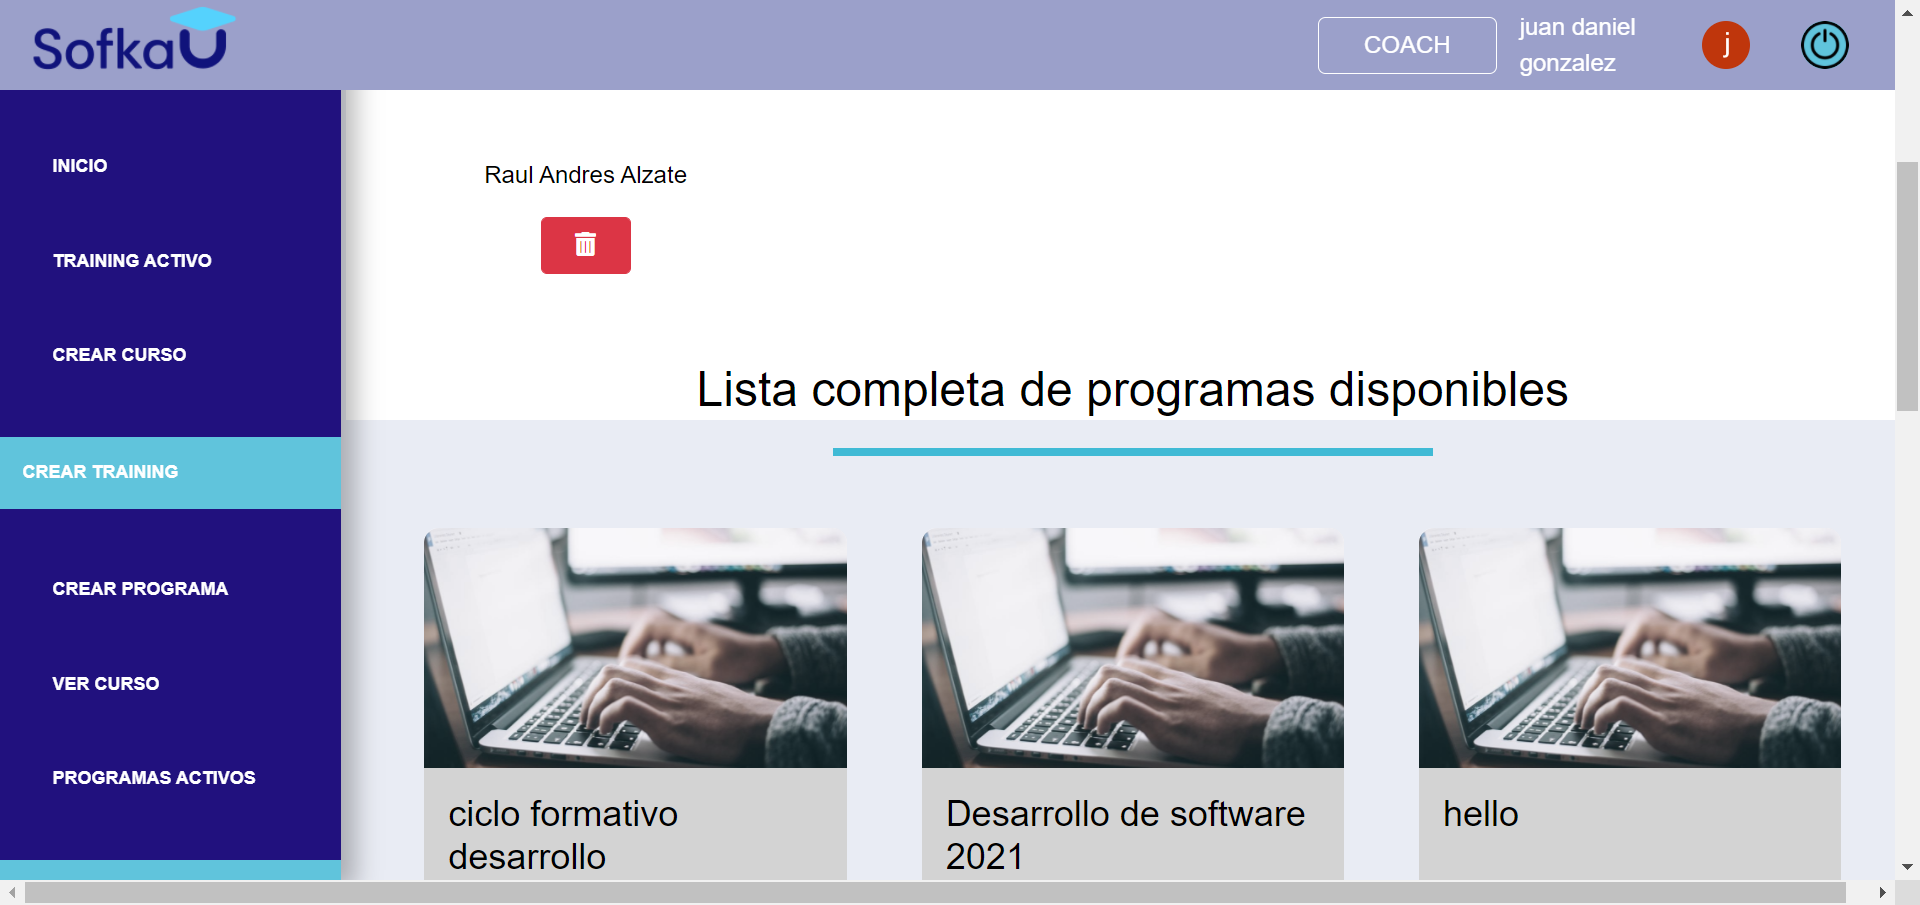 SofkaU
COACH
juan daniel
gonzalez
j
INICIO
TRAINING ACTIVO
CREAR CURSO
CREAR TRAINING
CREAR PROGRAMA
VER CURSO
PROGRAMAS ACTIVOS
Raul Andres Alzate
Lista completa de programas disponibles
ciclo formativo
desarrollo
Desarrollo de software
2021
hello